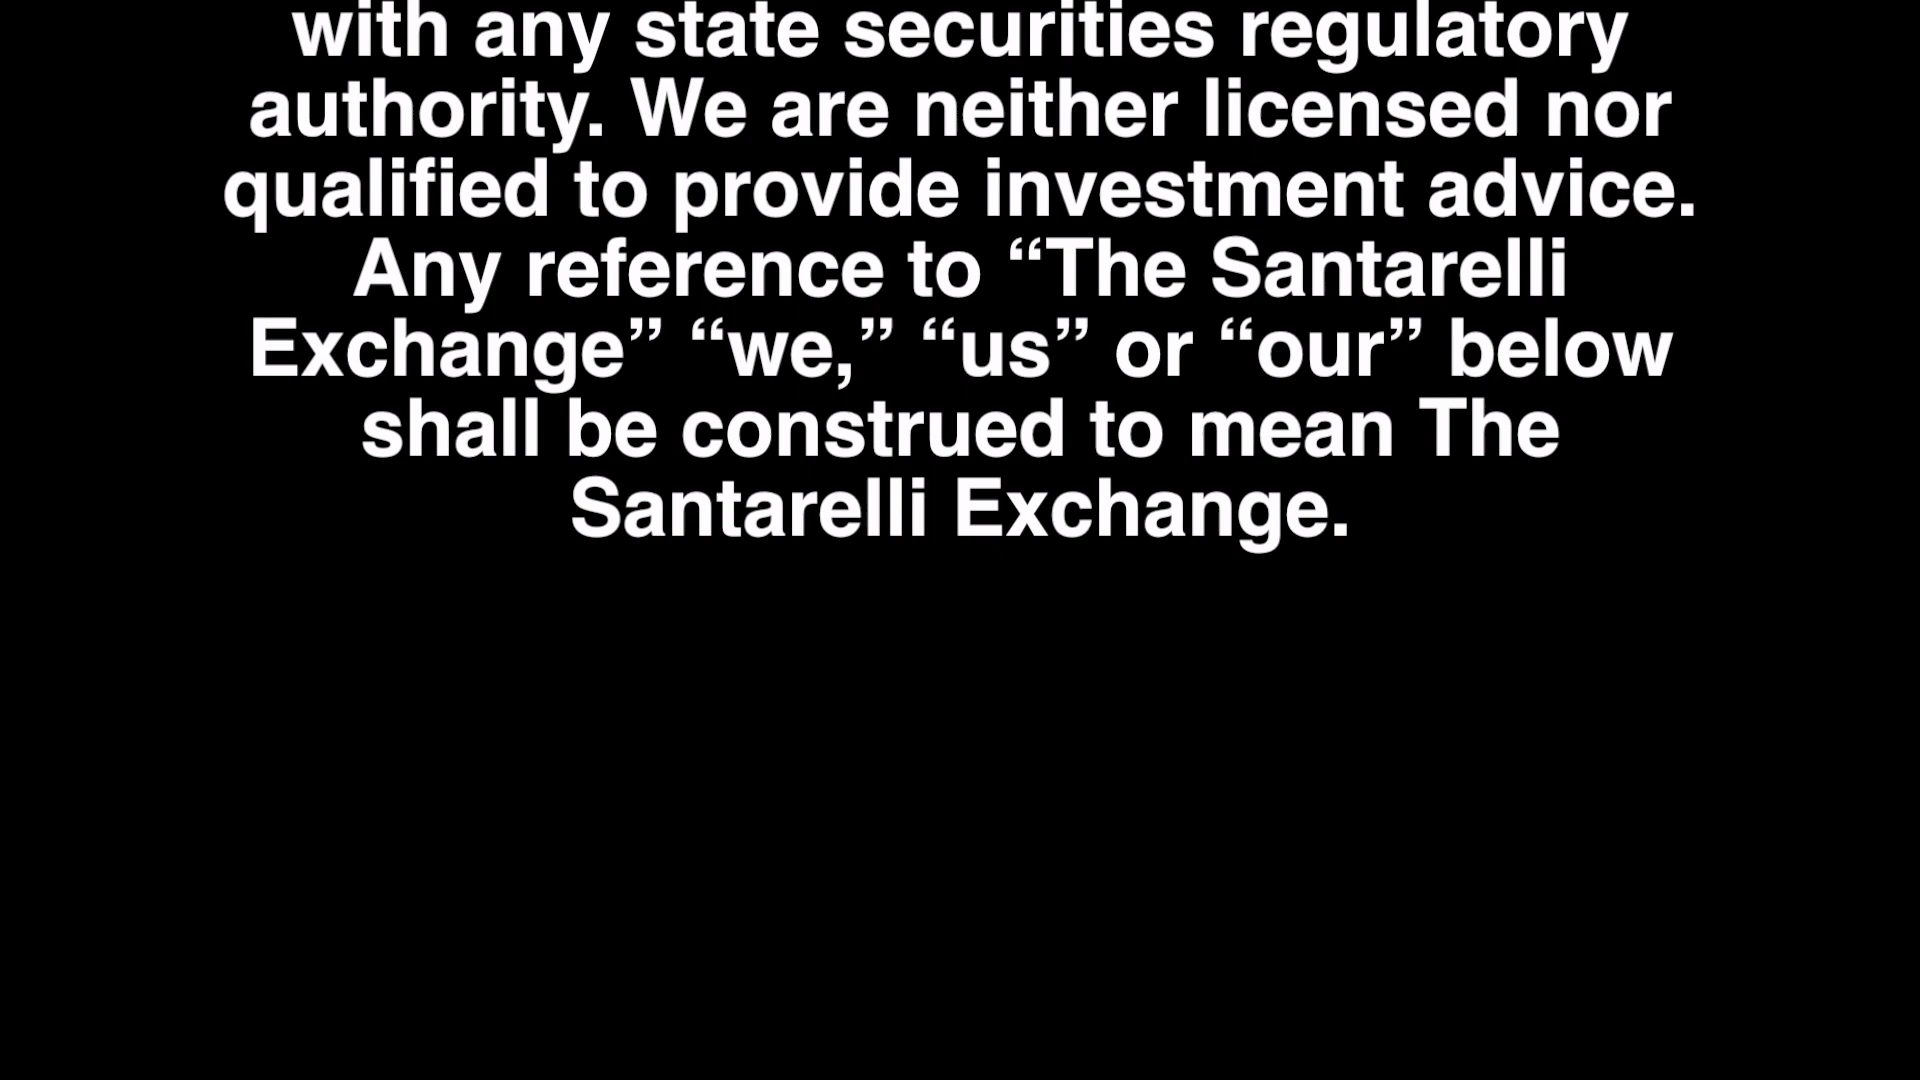 with any state securities regulatory
authority. We are neither licensed nor
qualified to provide investment advice.
Any reference to “The Santarelli
Exchange” “we,” “us” or “our” below
shall be construed to mean The
Santarelli Exchange.